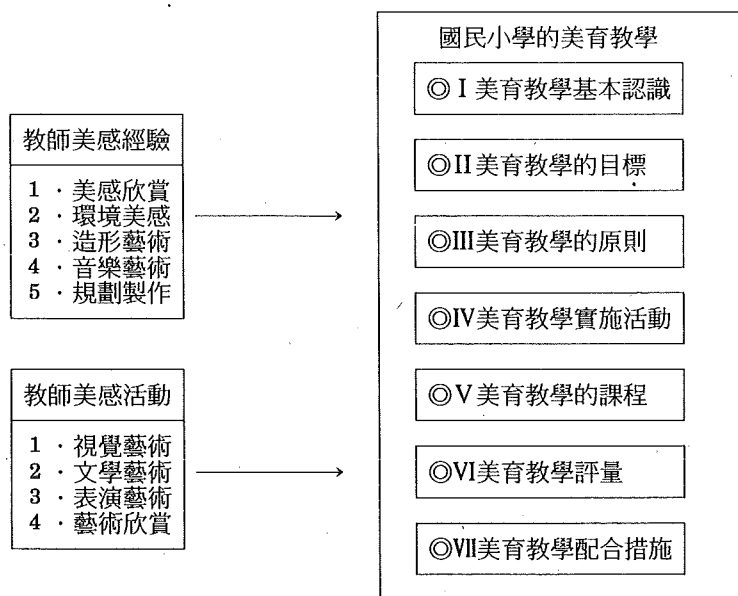 教師美感經驗
1・美感欣賞
2・環境美感
3・造形藝術
4・音樂藝術
5・規劃製作
教師美感活動
1・視覺藝術
2・文學藝術
3・表演藝術
4・藝術欣賞
國民小學的美育教學
◎Ⅰ美育教學基本認識
◎Ⅱ美育教學的目標
◎Ⅲ美育教學的原則
◎Ⅳ美育教學實施活動
◎Ⅴ美育教學的課程
◎Ⅵ美育教學評量
◎Ⅶ美育教學配合措施